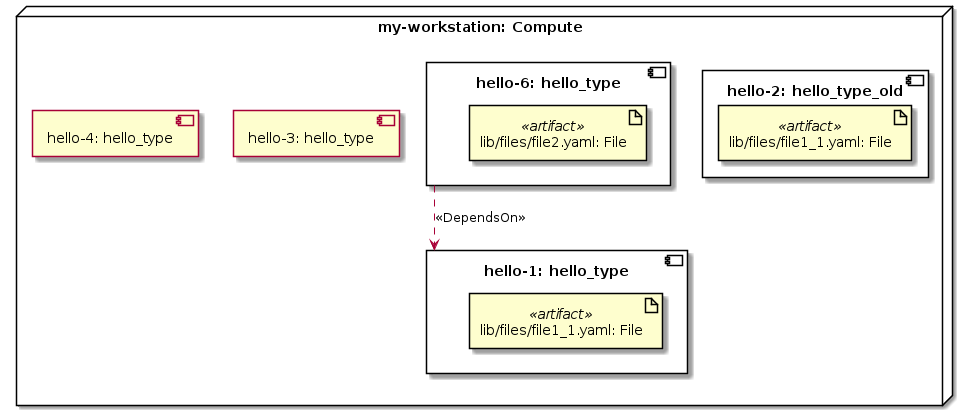 my-workstation: Compute
hello-6: hello_type
hello-2: hello_type_old
hello-4: hello_type
hello-3: hello_type
«artifact»
lib/files/file2.yaml: File
«artifact»
lib/files/file1_1.yaml: File
«DependsOn»
hello-1: hello_type
«artifact»
lib/files/file1_1.yaml: File